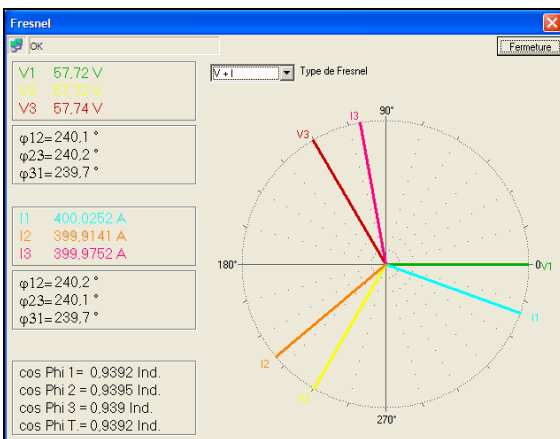 Fresnel
OK
Fermeture
V1 57,72 V
V2 57,72 V
V3 57,74 V
V + I
Type de Fresnel
φ12= 240,1 °
φ23= 240,2 °
φ31= 239,7 °
I1 400,0252 A
I2 399,9141 A
I3 399,9752 A
φ12= 240,2 °
φ23= 240,1 °
φ31= 239,7 °
cos Phi 1= 0,9392 Ind.
cos Phi 2 = 0,9395 Ind.
cos Phi 3 = 0,939 Ind.
cos Phi T.= 0,9392 Ind.
90°
I3
V3
180°
0°
V1
I1
I2
V2
270°